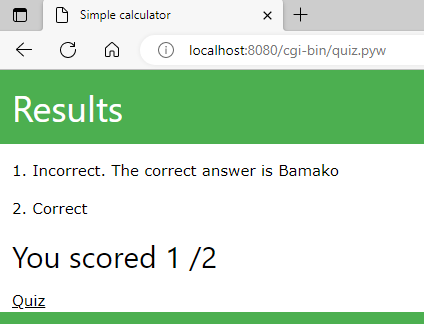 Simple calculator
localhost:8080/cgi-bin/quiz.pyw
Results
1. Incorrect. The correct answer is Bamako
2. Correct
You scored 1 /2
Quiz